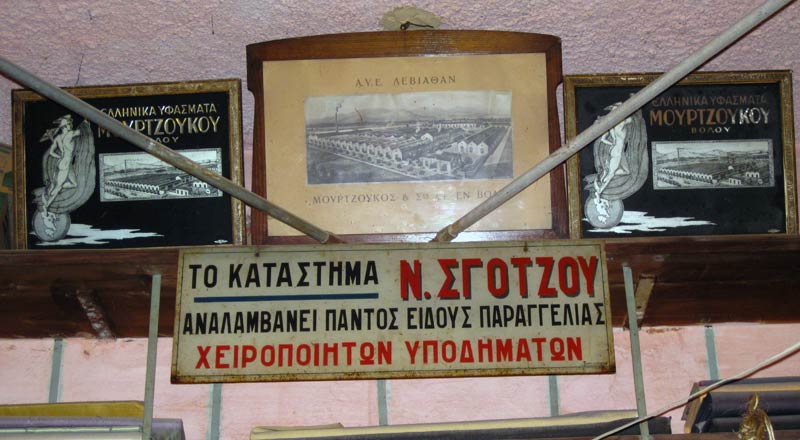 ΕΛΛΗΝΙΚΑ ΥΦΑΣΜΑΤΑ
ΜΟΥΡΤΖΟΥΚΟΥ
ΒΟΛΟΥ
Α.Υ.Ε. ΛΕΒΙΑΘΑΝ
ΜΟΥΡΤΖΟΥΚΟΣ & ΕΝ ΒΟΛΩ
ΕΛΛΗΝΙΚΑ ΥΦΑΣΜΑΤΑ
ΜΟΥΡΤΖΟΥΚΟΥ
ΒΟΛΟΥ
ΤΟ ΚΑΤΑΣΤΗΜΑ Ν. ΣΓΟΤΖΟΥ
ΑΝΑΛΑΜΒΑΝΕΙ ΠΑΝΤΟΣ ΕΙΔΟΥΣ ΠΑΡΑΓΓΕΛΙΑΣ
ΧΕΙΡΟΠΟΙΗΤΩΝ ΥΠΟΔΗΜΑΤΩΝ